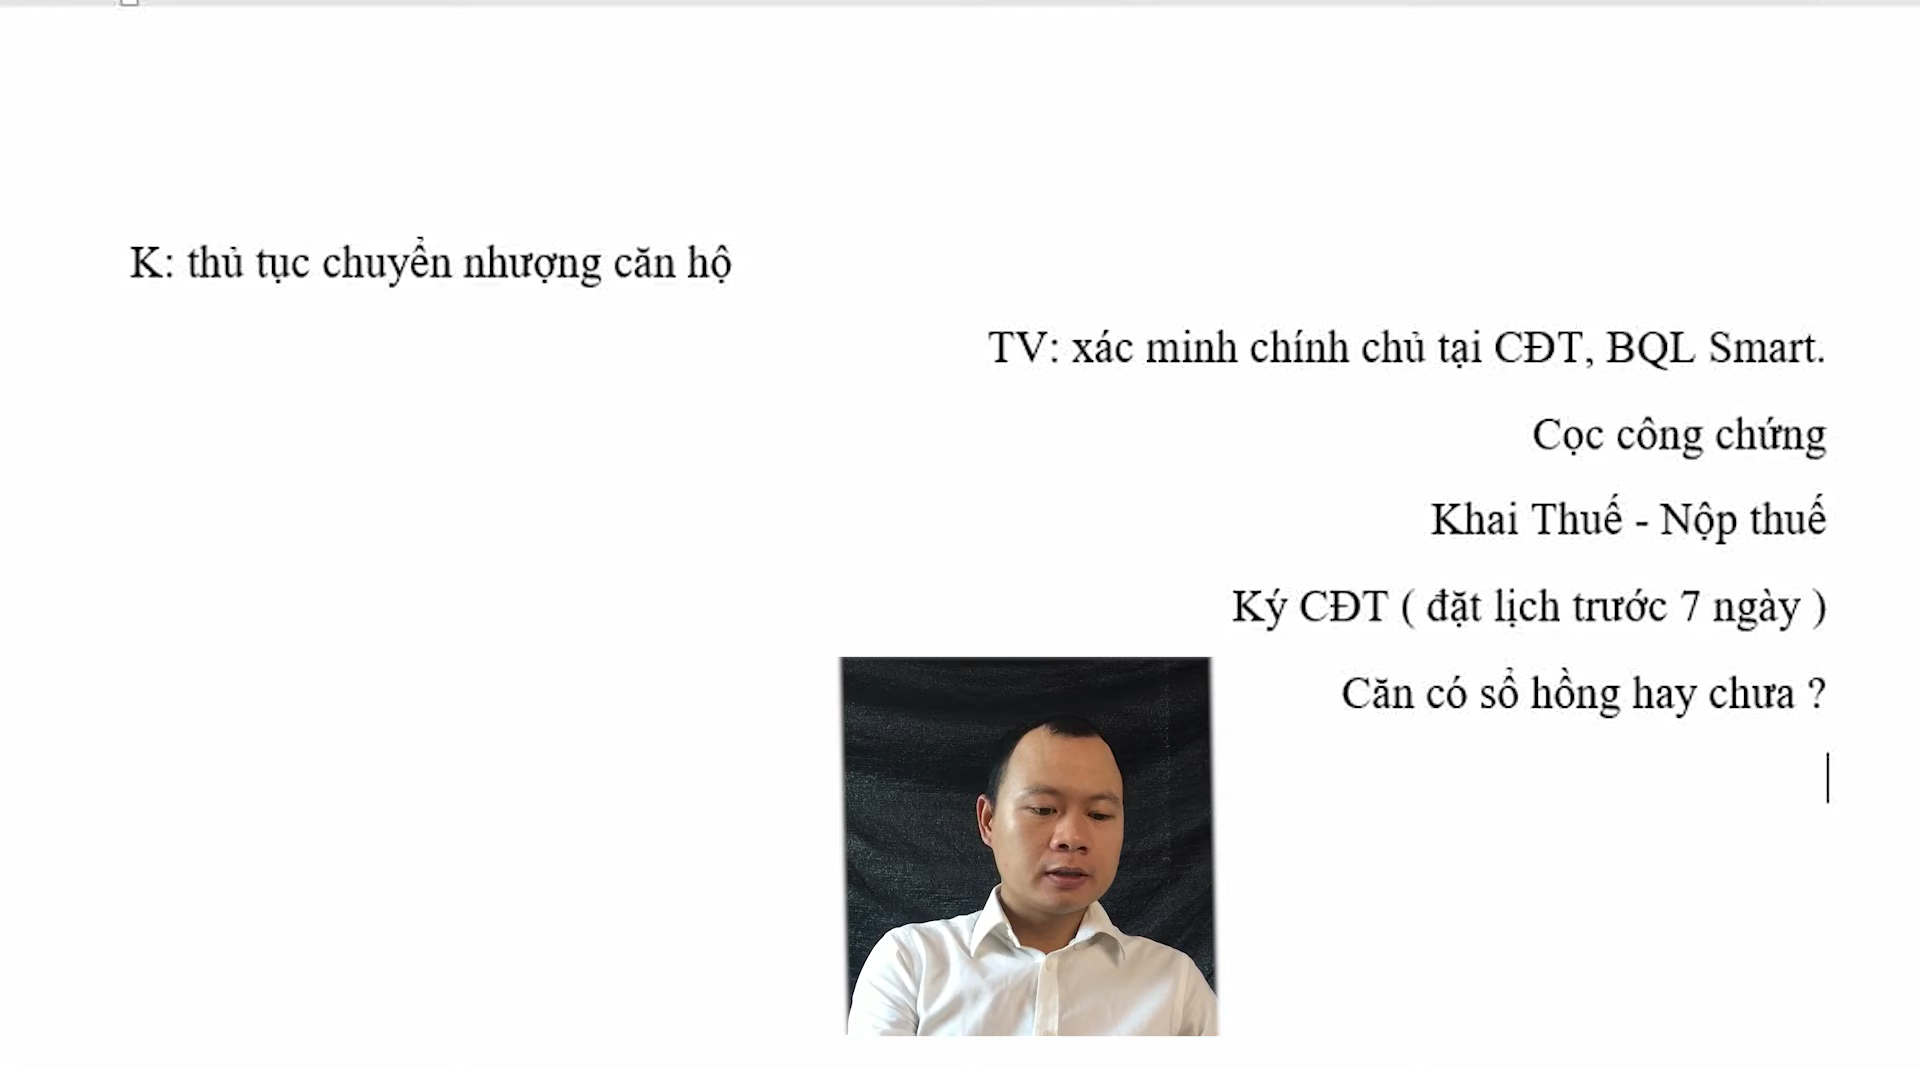 K: thủ tục chuyển nhượng căn hộ
TV: xác minh chính chủ tại CĐT, BQL Smart.
Cọc công chứng
Khai Thuế - Nộp thuế
Ký CĐT ( đặt lịch trước 7 ngày )
Căn có sổ hồng hay chưa ?